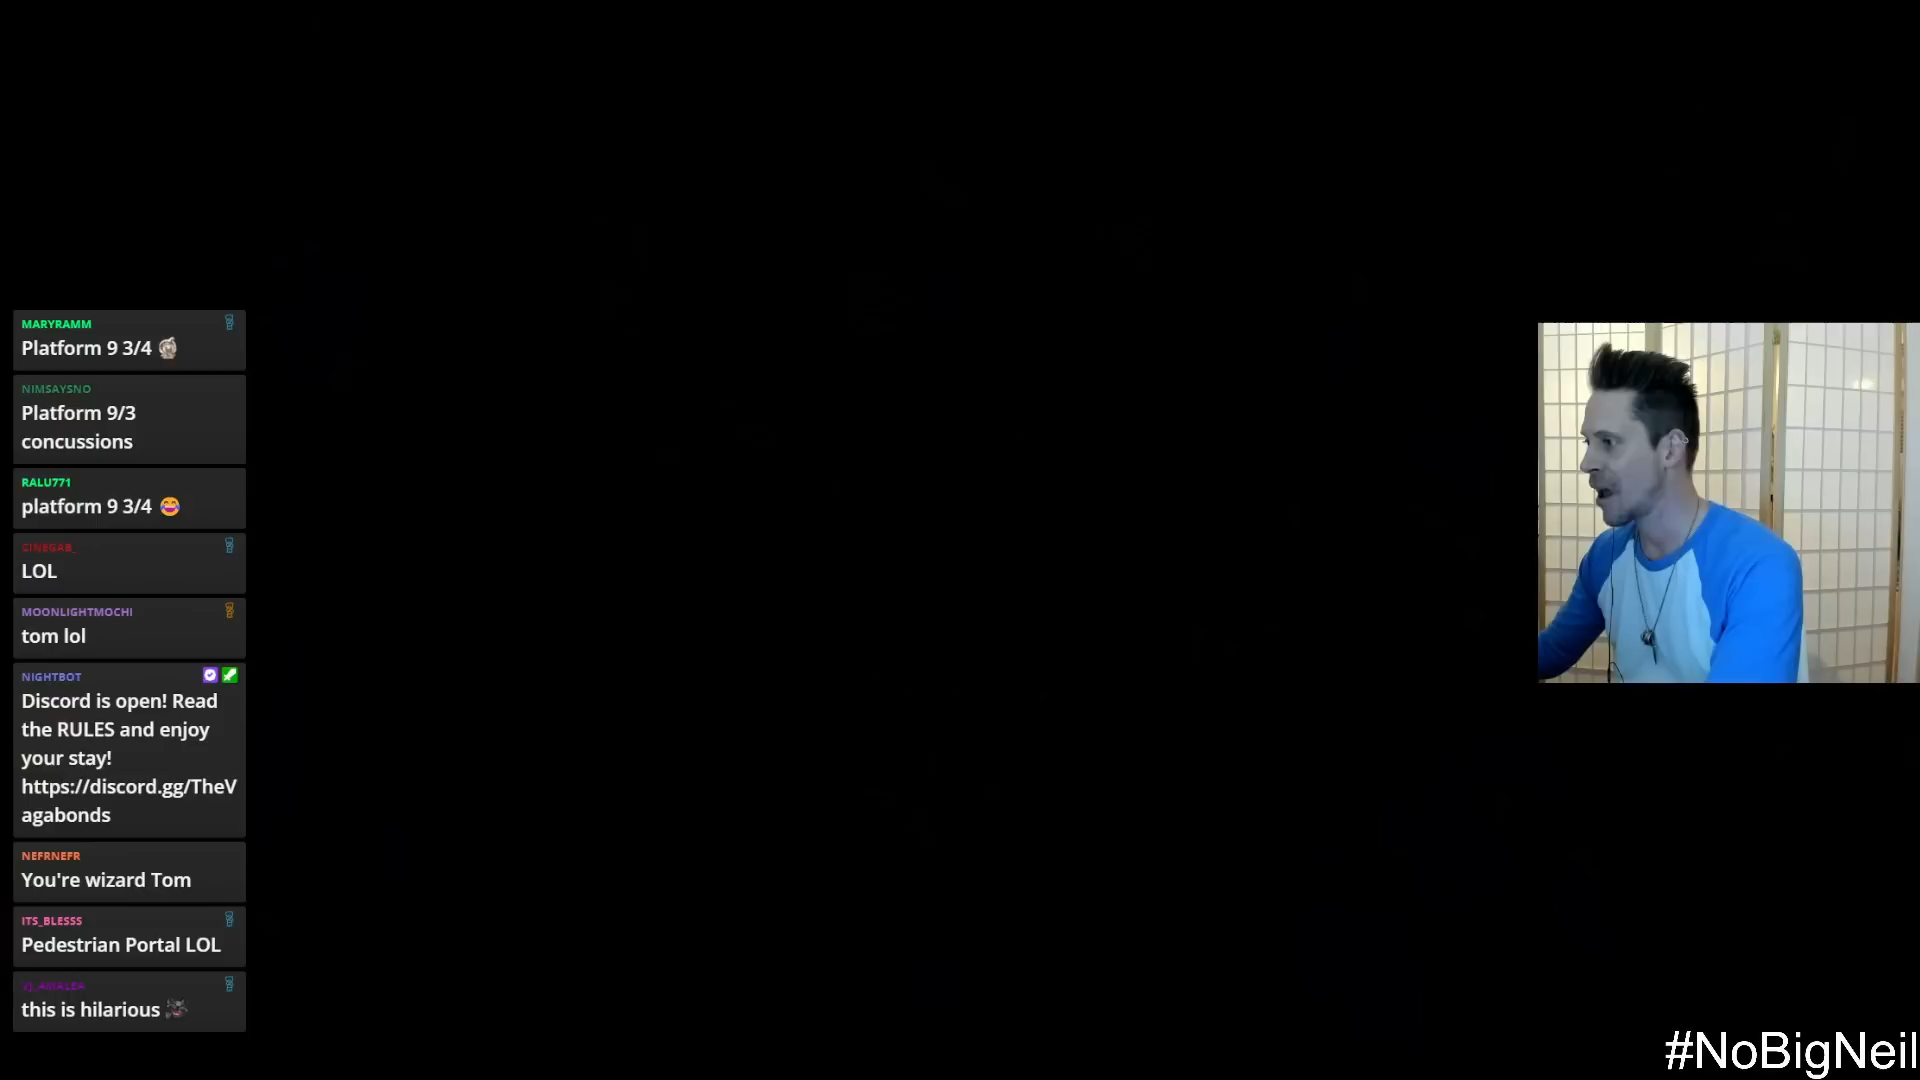 MARYRAMM
Platform 9 3/4
NIMSAYSNO
Platform 9/3
concussions
RALU771
platform 9 3/4
CINEGAB_
LOL
MOONLIGHTMOCHI
tom lol
NIGHTBOT
Discord is open! Read
the RULES and enjoy
your stay!
https://discord.gg/TheV
agabonds
NEFRNEFR
You're wizard Tom
ITS_BLESSS
Pedestrian Portal LOL
this is hilarious
#NoBigNeil